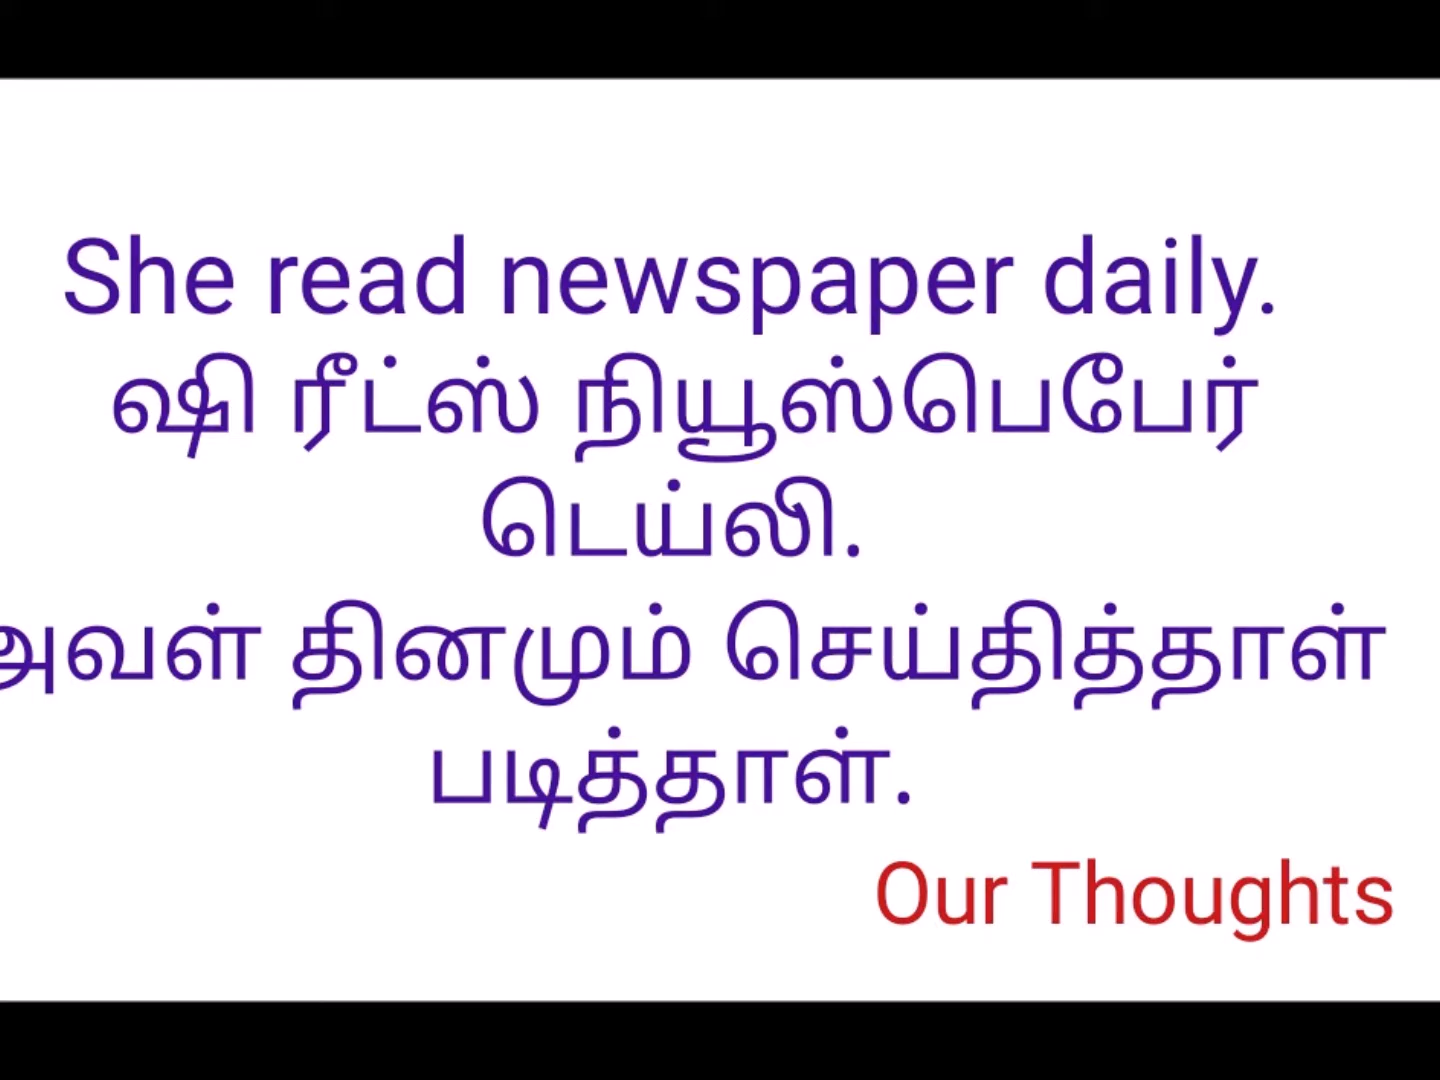 She read newspaper daily.
ஷி ரீட்ஸ் நியூஸ்பெபேர்
டெய்லி.
அவள் தினமும் செய்தித்தாள்
படித்தாள்.
Our Thoughts